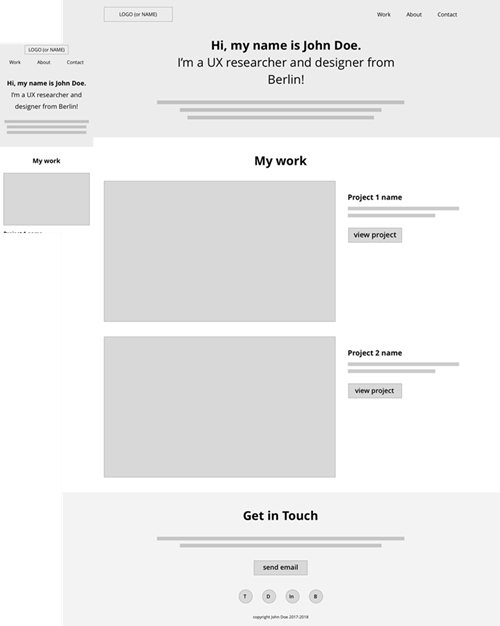 LOGO (or NAME)
Work About Contact
Hi, my name is John Doe.
I'm a UX researcher and designer from
Berlin!
My work
Project 1 name
view project
Project 2 name
view project
Get in Touch
send email
T D in B
copyright John Doe 2017-2018
LOGO (or NAME)
Work About Contact
Hi, my name is John Doe.
I'm a UX researcher and
designer from Berlin!
My work